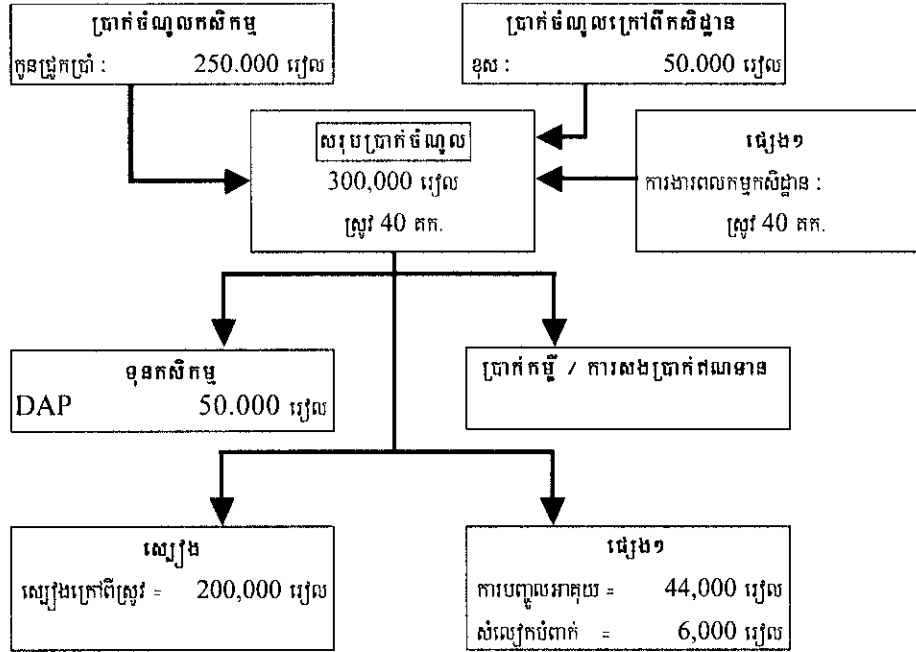 ប្រាក់ចំណូលកសិកម្ម
កូនជ្រូកប្រាំ : 250.000 រៀល
ប្រាក់ចំណូលក្រៅពីកសិដ្ឋាន
ខុស : 50.000 រៀល
សរុបប្រាក់ចំណូល
300,000 រៀល
ស្រូវ 40 គក.
ផ្សេងៗ
ការងារពលកម្មកសិដ្ឋាន :
ស្រូវ 40 គក.
ទុនកសិកម្ម
DAP 50.000 រៀល
ប្រាក់កម្ចី / ការសងប្រាក់ឥណទាន
ស្បៀង
ស្បៀងក្រៅពីស្រូវ = 200,000 រៀល
ផ្សេងៗ
ការបញ្ចូលអាគុយ = 44,000 រៀល
សំលៀកបំពាក់ = 6,000 រៀល